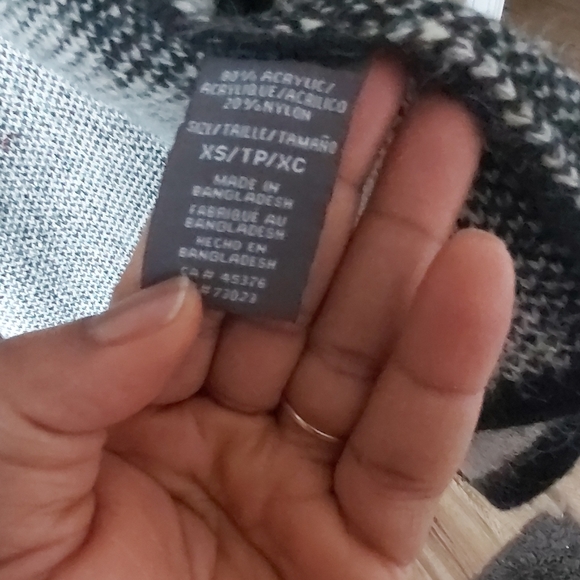 80% ACRYLIC/
ACRYLIQUE/ACRILICO
20% NYLON
SIZE/TAILLE/TAMAÑO
XS/TP/XC
MADE IN
BANGLADESH
FABRIQUE AU
BANGLADESH
HECHO EN
BANGLADESH
CA # 45376
#73023